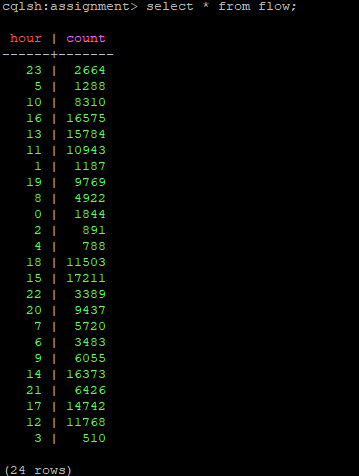 cqlsh:assignment> select * from flow;
 hour | count
------+-------
   23 |  2664
    5 |  1288
   10 |  8310
   16 | 16575
   13 | 15784
   11 | 10943
    1 |  1187
   19 |  9769
    8 |  4922
    0 |  1844
    2 |   891
    4 |   788
   18 | 11503
   15 | 17211
   22 |  3389
   20 |  9437
    7 |  5720
    6 |  3483
    9 |  6055
   14 | 16373
   21 |  6426
   17 | 14742
   12 | 11768
    3 |   510
(24 rows)